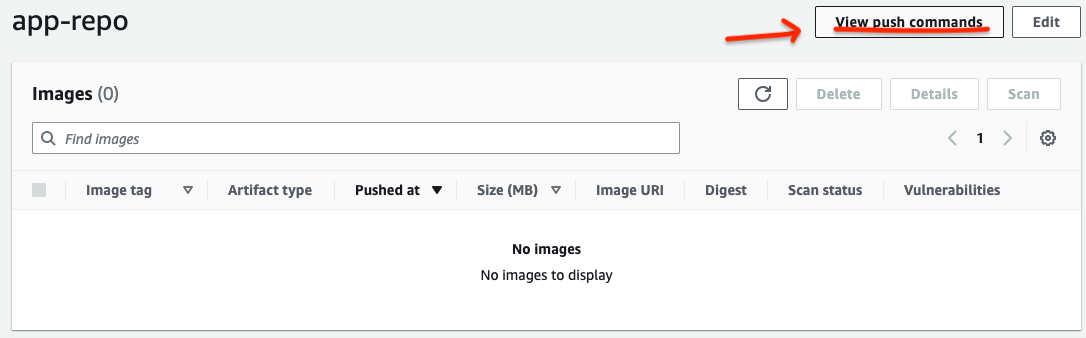 app-repo
View push commands
Edit
Images (0)
Delete
Details
Scan
Find images
1
Image tag
Artifact type
Pushed at
Size (MB)
Image URI
Digest
Scan status
Vulnerabilities
No images
No images to display